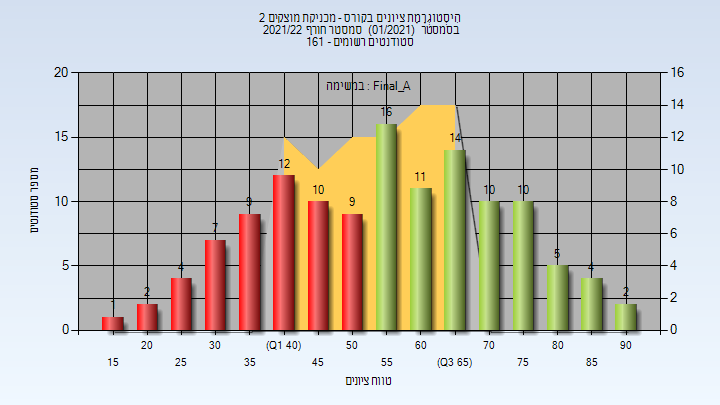 היסטוגרמת ציונים בקורס - מכניקת מוצקים 2
בסמסטר (01/2021) סמסטר חורף 2021/22
סטודנטים רשומים - 161
במשימה : Final_A
20 15 10 5 0
מספר סטודנטים
16 14 12 10 8 6 4 2 0
1 2 4 7 9 12 10 9 16 11 14 10 10 5 4 2
20 30 (Q1 40) 50 60 70 80 90
15 25 35 45 55 (Q3 65) 75 85
טווח ציונים